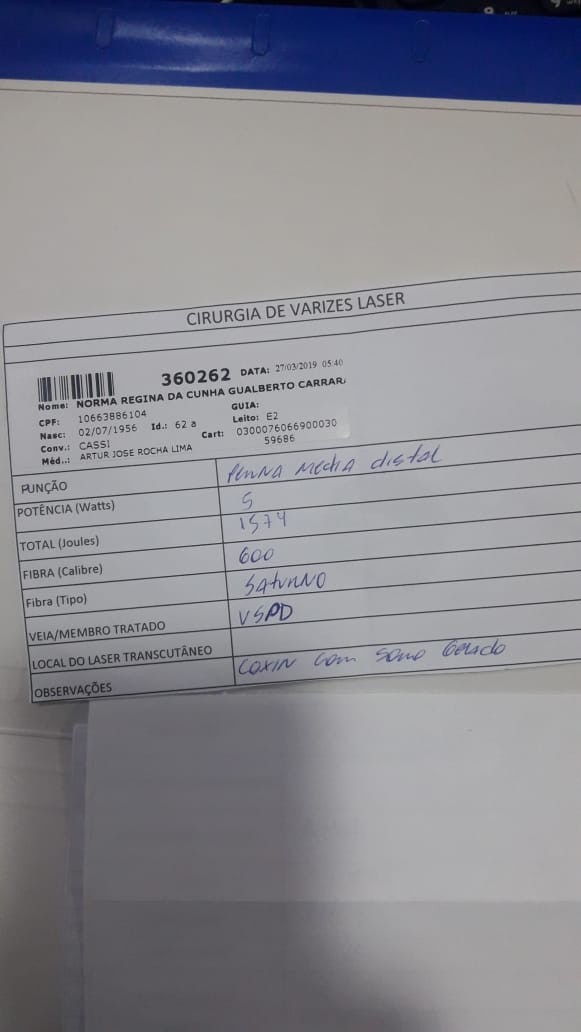 CIRURGIA DE VARIZES LASER
360262 DATA: 27/03/2019 05:40
Nome: NORMA REGINA DA CUNHA GUALBERTO CARRARA
CPF: 10663886104 GUIA:
Nasc: 02/07/1956 Id.: 62 a Leito: E2
Conv.: CASSI Cart: 0300076066900030
59686
Méd..: ARTUR JOSE ROCHA LIMA
PUNÇÃO Perna media distal
POTÊNCIA (Watts) 5
TOTAL (Joules) 1574
FIBRA (Calibre) 600
Fibra (Tipo) Saturno
VEIA/MEMBRO TRATADO VSPD
LOCAL DO LASER TRANSCUTÂNEO
OBSERVAÇÕES Coxin com soro Gelado